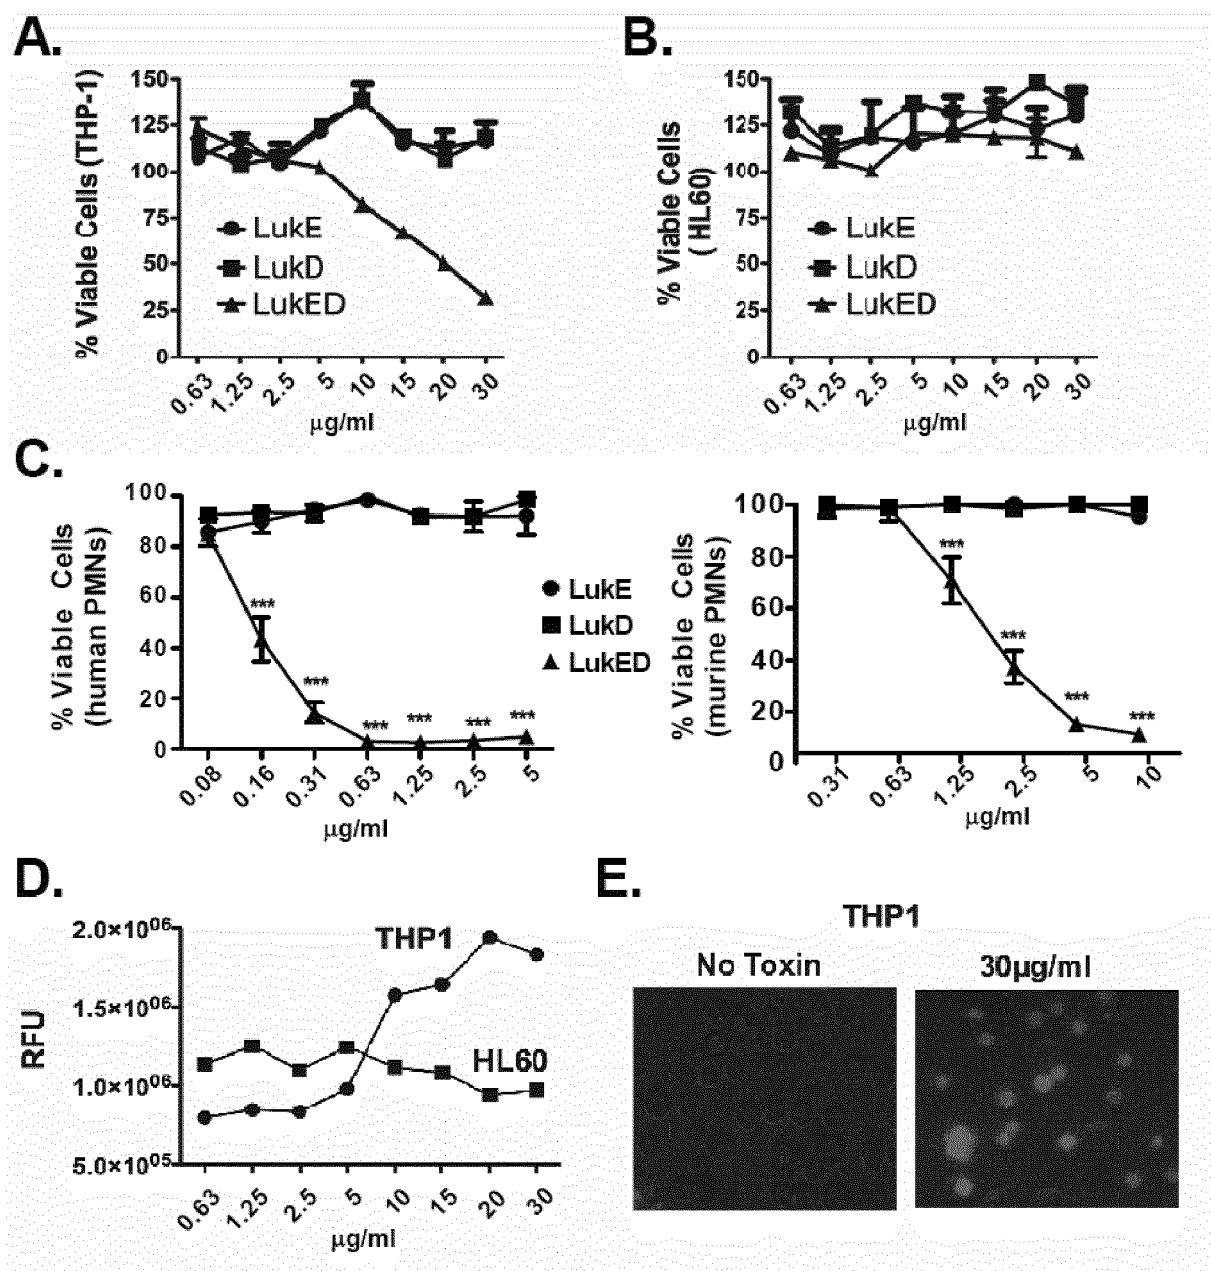 A.
% Viable Cells (THP-1)
150
125
100
75
50
25
0
LukE
LukD
LukED
0.63 1.25 2.5 5 10 15 20 30
µg/ml
B.
% Viable Cells
( HL60)
150
125
100
75
50
25
0
LukE
LukD
LukED
0.63 1.25 2.5 5 10 15 20 30
µg/ml
C.
% Viable Cells
(human PMNs)
100
80
60
40
20
0
*** *** *** *** *** ***
0.08 0.16 0.31 0.63 1.25 2.5 5
µg/ml
LukE
LukD
LukED
% Viable Cells
(murine PMNs)
100
80
60
40
20
0
*** *** *** ***
0.31 0.63 1.25 2.5 5 10
µg/ml
D.
RFU
2.0×10⁰⁶
1.5×10⁰⁶
1.0×10⁰⁶
5.0×10⁰⁵
THP1
HL60
0.63 1.25 2.5 5 10 15 20 30
µg/ml
E.
THP1
No Toxin 30µg/ml